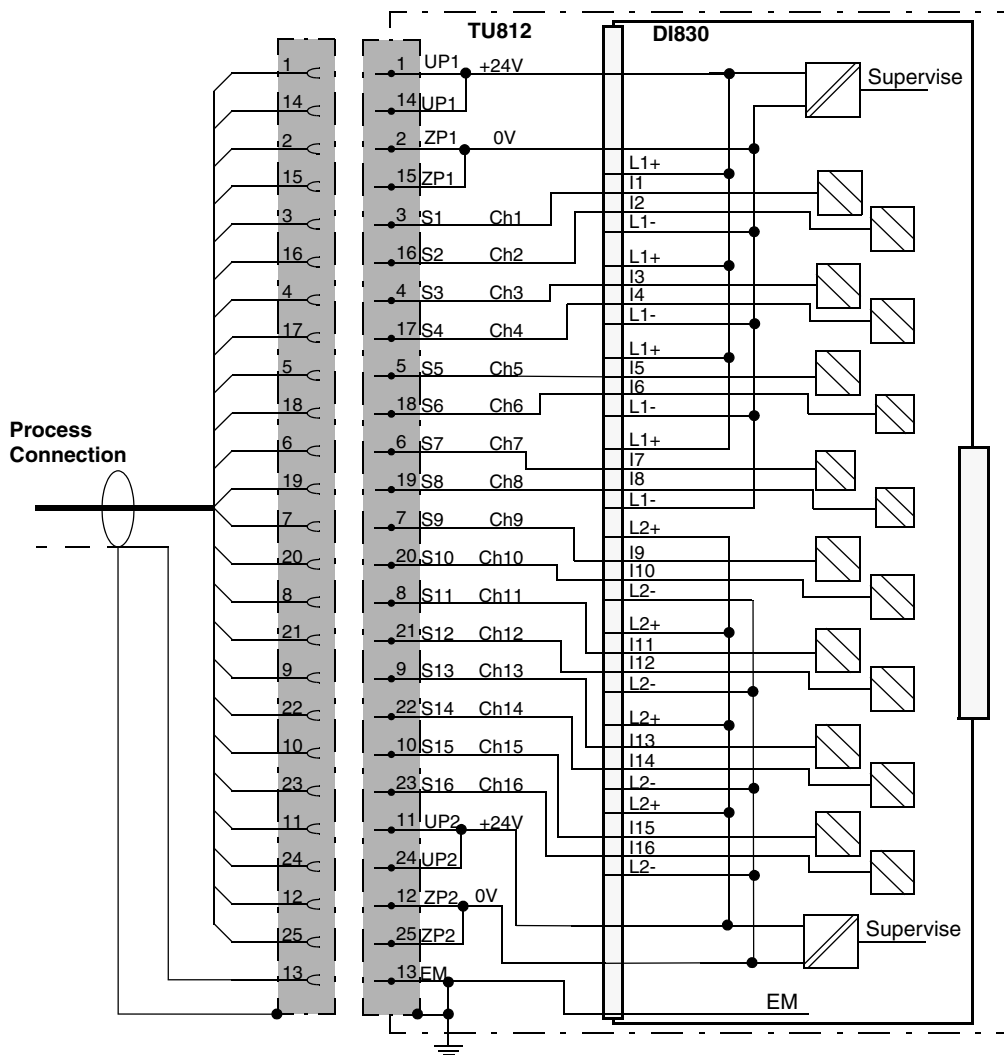 TU812 DI830
1 1 UP1 +24V Supervise
14 14 UP1
2 2 ZP1 0V
15 15 ZP1 L1+
I1
3 3 S1 Ch1 I2
L1-
16 16 S2 Ch2 L1+
I3
4 4 S3 Ch3 I4
L1-
17 17 S4 Ch4
L1+
5 5 S5 Ch5 I5
I6
18 18 S6 Ch6 L1-
Process
Connection
L1+
6 6 S7 Ch7
I7
19 19 S8 Ch8 I8
L1-
7 7 S9 Ch9 L2+
I9
20 20 S10 Ch10 I10
L2-
8 8 S11 Ch11
L2+
21 21 S12 Ch12 I11
I12
9 9 S13 Ch13 L2-
22 22 S14 Ch14 L2+
I13
10 10 S15 Ch15 I14
L2-
23 23 S16 Ch16
L2+
11 11 UP2 +24V I15
I16
24 24 UP2 L2-
12 12 ZP2 0V
Supervise
25 25 ZP2
13 13 EM
EM